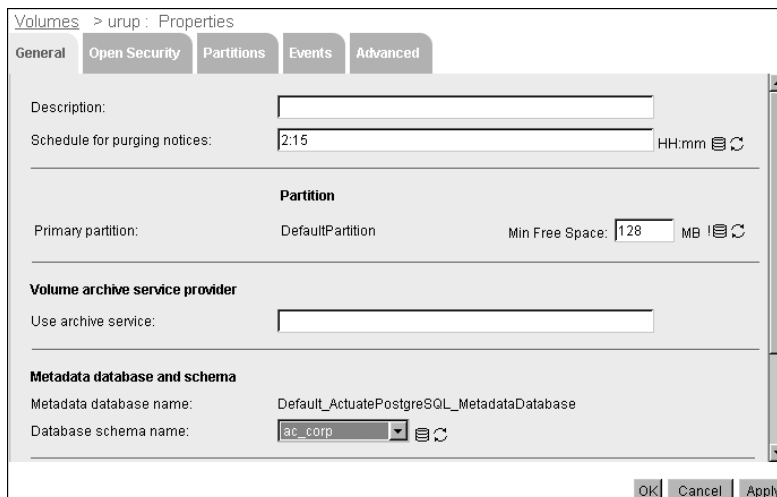 Volumes > urup : Properties
General Open Security Partitions Events Advanced
Description:
Schedule for purging notices: 2:15 HH:mm
Partition
Primary partition: DefaultPartition Min Free Space: 128 MB !
Volume archive service provider
Use archive service:
Metadata database and schema
Metadata database name: Default_ActuatePostgreSQL_MetadataDatabase
Database schema name: ac_corp
OK Cancel Apply